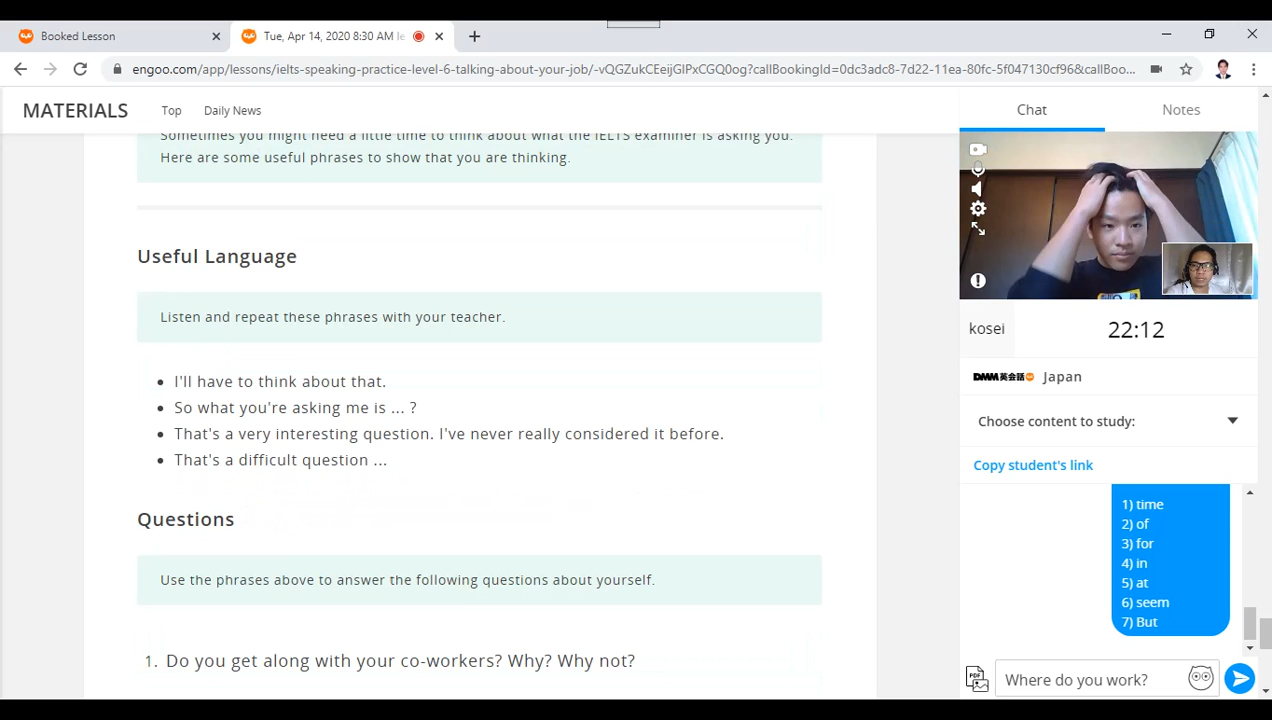 Booked Lesson
Tue, Apr 14, 2020 8:30 AM le
engoo.com/app/lessons/ielts-speaking-practice-level-6-talking-about-your-job/-vQGZukCEeijGlPxCGQ0og?callBookingId=0dc3adc8-7d22-11ea-80fc-5f047130cf96&callBoo...
MATERIALS
Top
Daily News
Chat
Notes
Sometimes you might need a little time to think about what the IELTS examiner is asking you.
Here are some useful phrases to show that you are thinking.
Useful Language
Listen and repeat these phrases with your teacher.
I'll have to think about that.
So what you're asking me is ... ?
That's a very interesting question. I've never really considered it before.
That's a difficult question ...
Questions
Use the phrases above to answer the following questions about yourself.
1. Do you get along with your co-workers? Why? Why not?
kosei
22:12
DMM英会話
Japan
Choose content to study:
Copy student's link
1) time
2) of
3) for
4) in
5) at
6) seem
7) But
PDF
Where do you work?